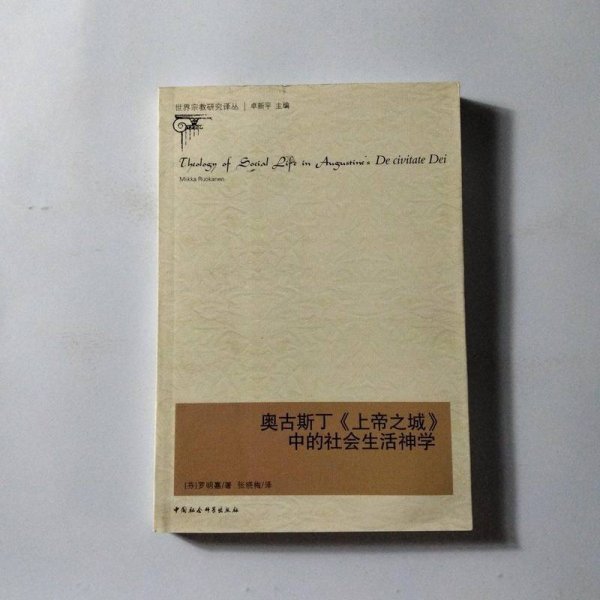 世界宗教研究译丛 | 卓新平 主编
Theology of Social Life in Augustine's De civitate Dei
Miikka Ruokanen
奥古斯丁《上帝之城》
中的社会生活神学
[芬]罗明嘉/著 张晓梅/译
中国社会科学出版社